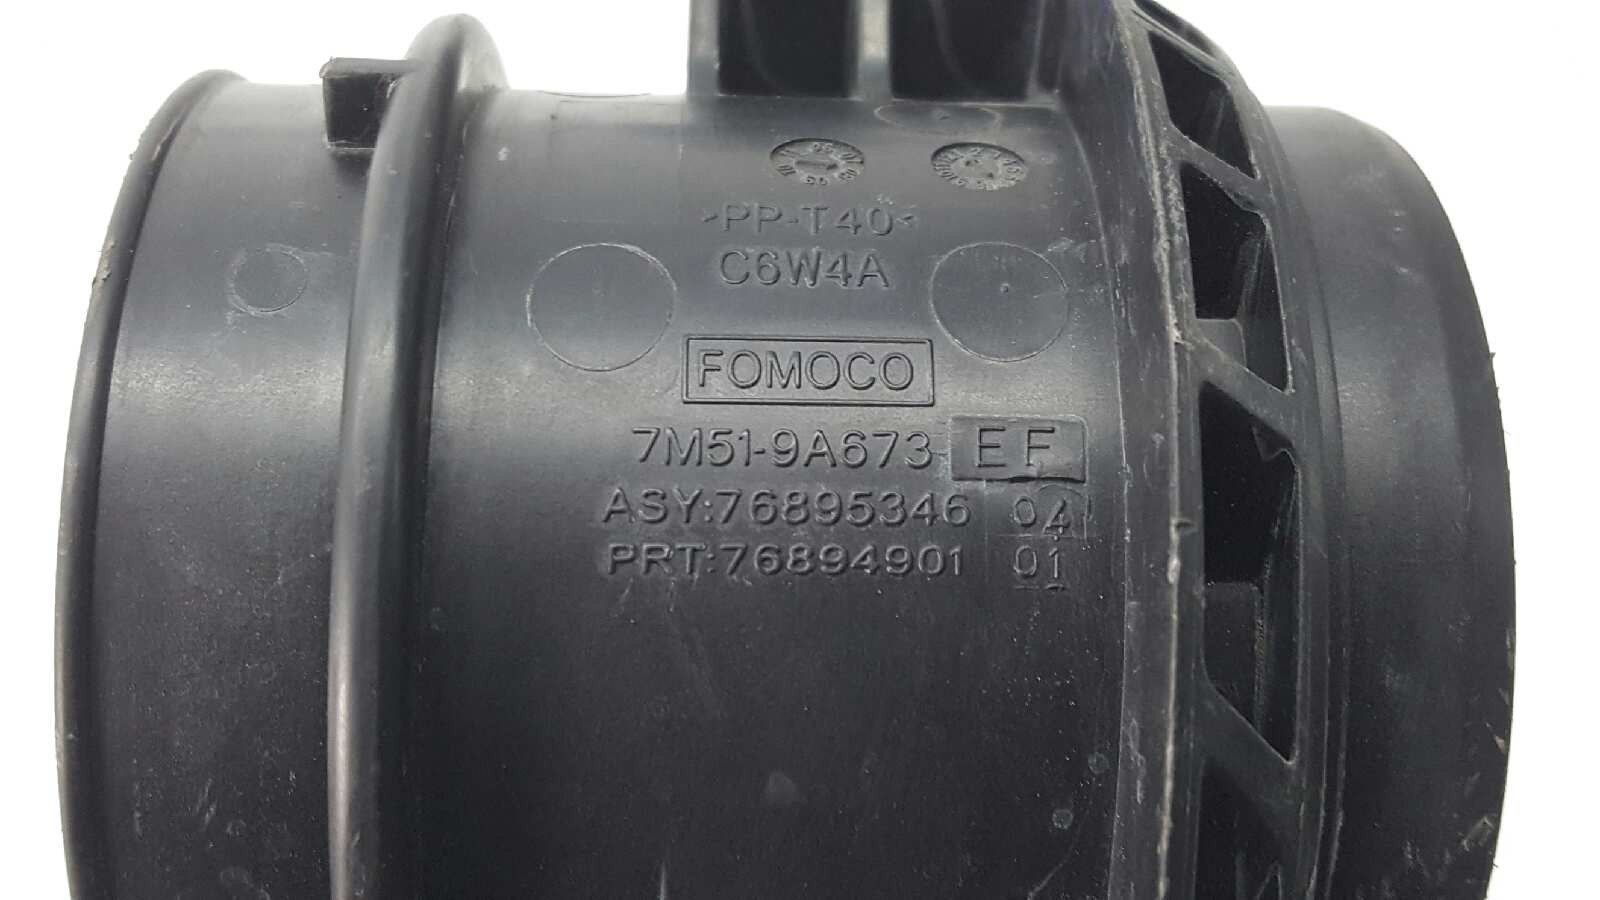 >PP-T40<
C6W4A
FOMOCO
7M51-9A673-EF
ASY:76895346 04
PRT:76894901 01